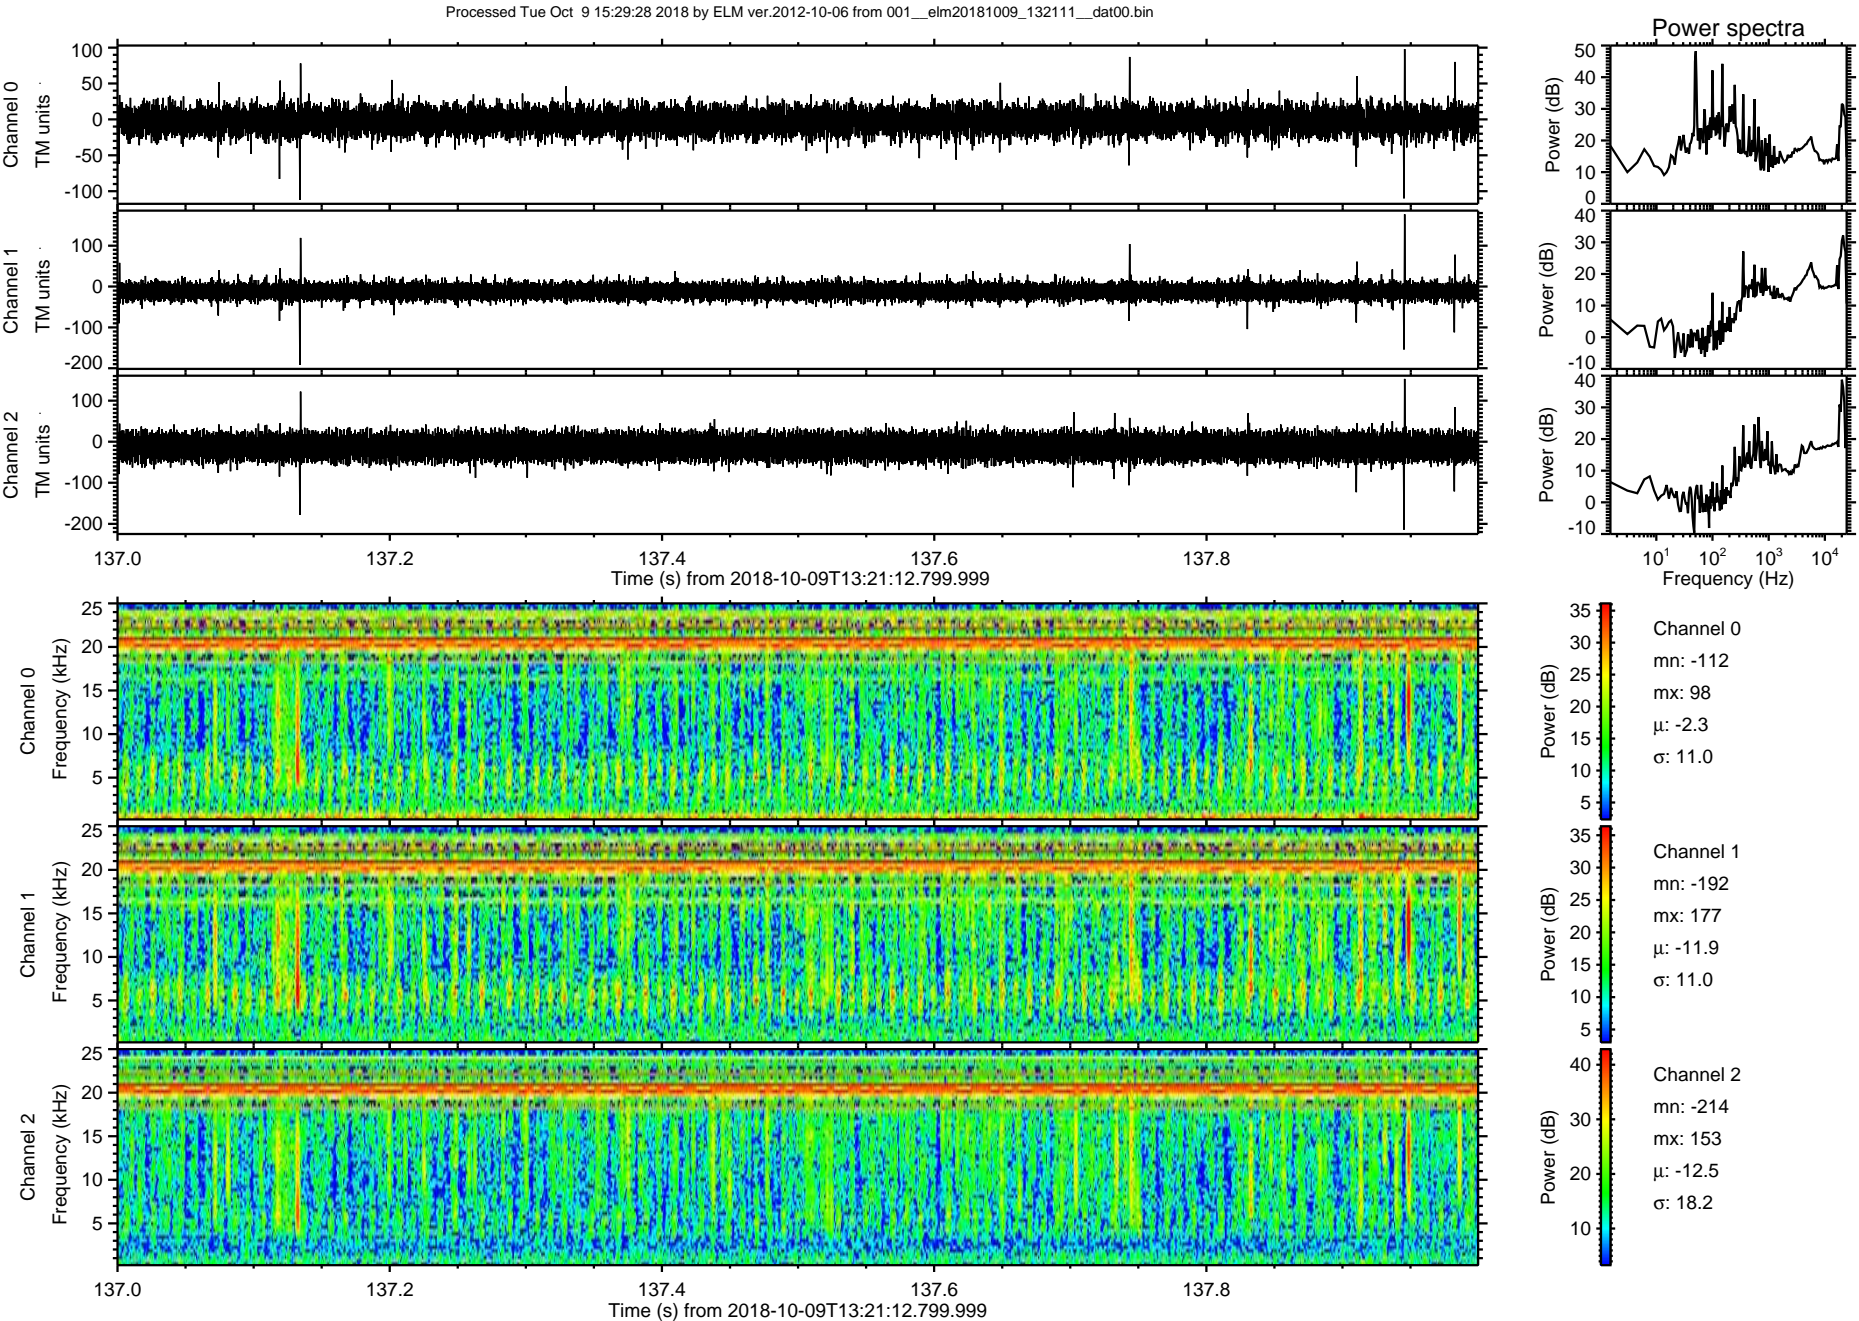 Processed Tue Oct  9 15:29:28 2018 by ELM ver.2012-10-06 from 001__elm20181009_132111__dat00.bin
Power spectra
Channel 0
TM units
100
50
0
-50
-100
Power (dB)
50
40
30
20
10
0
Channel 1
TM units
100
0
-100
-200
Power (dB)
40
30
20
10
0
-10
Channel 2
TM units
100
0
-100
-200
Power (dB)
40
30
20
10
0
-10
137.0 137.2 137.4 137.6 137.8
Time (s) from 2018-10-09T13:21:12.799.999
10¹ 10² 10³ 10⁴
Frequency (Hz)
Channel 0
Frequency (kHz)
25
20
15
10
5
Power (dB)
35
30
25
20
15
10
5
Channel 0
mn: -112
mx: 98
μ: -2.3
σ: 11.0
Channel 1
Frequency (kHz)
25
20
15
10
5
Power (dB)
35
30
25
20
15
10
5
Channel 1
mn: -192
mx: 177
μ: -11.9
σ: 11.0
Channel 2
Frequency (kHz)
25
20
15
10
5
Power (dB)
40
30
20
10
Channel 2
mn: -214
mx: 153
μ: -12.5
σ: 18.2
137.0 137.2 137.4 137.6 137.8
Time (s) from 2018-10-09T13:21:12.799.999